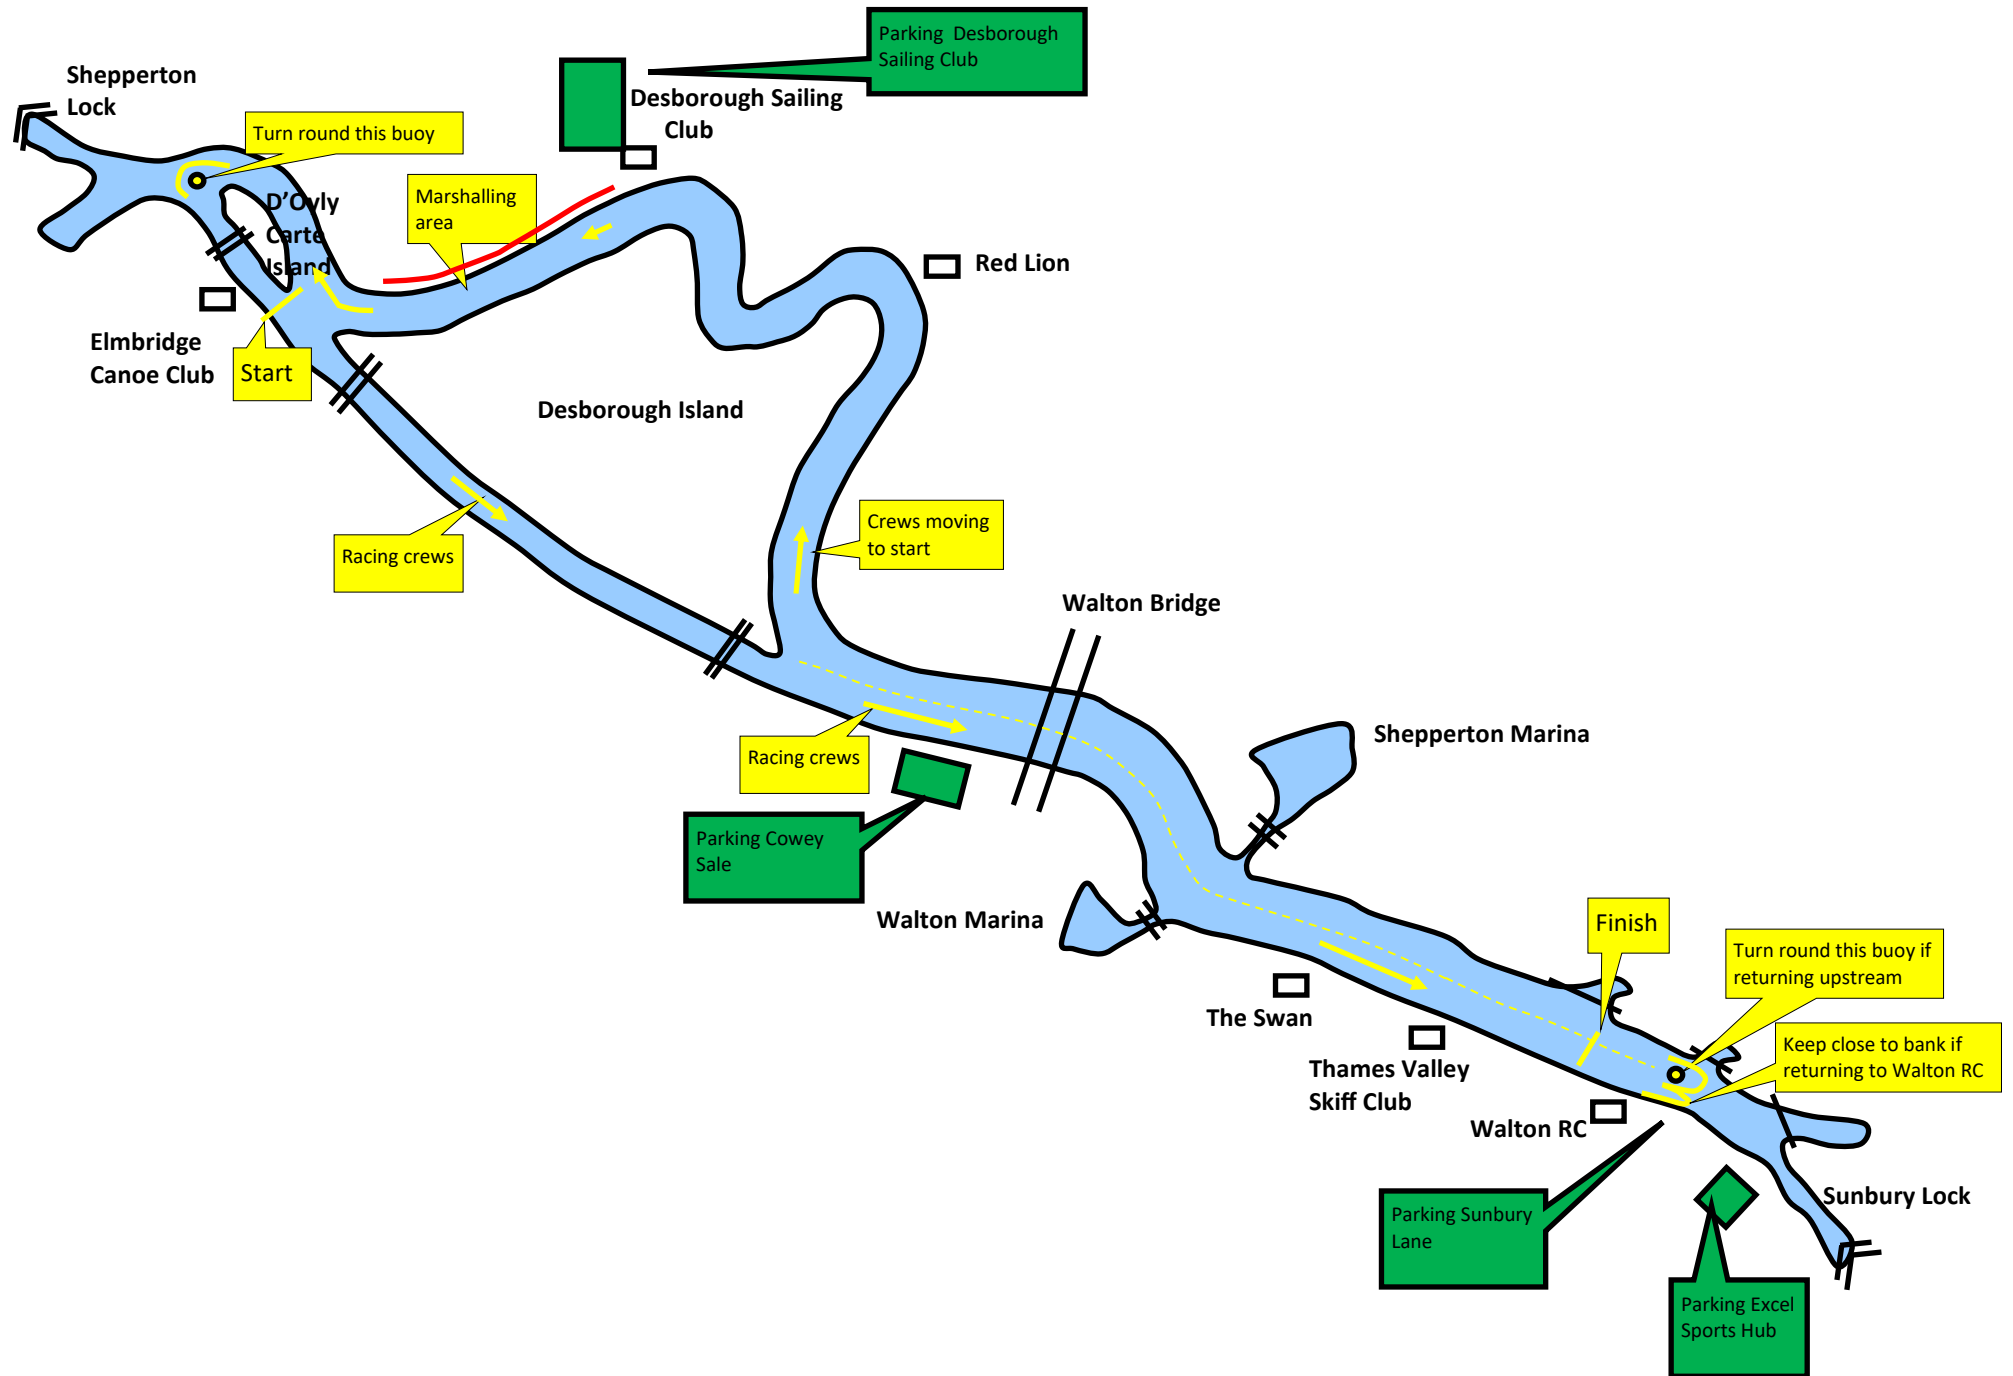 Parking  Desborough
Sailing Club
Shepperton
Lock
Desborough Sailing
Club
Turn round this buoy
D'Oyly
Carte
Island
Marshalling
area
Red Lion
Elmbridge
Canoe Club
Start
Desborough Island
Racing crews
Crews moving
to start
Walton Bridge
Racing crews
Shepperton Marina
Parking Cowey
Sale
Walton Marina
Finish
Turn round this buoy if
returning upstream
The Swan
Keep close to bank if
returning to Walton RC
Thames Valley
Skiff Club
Walton RC
Sunbury Lock
Parking Sunbury
Lane
Parking Excel
Sports Hub